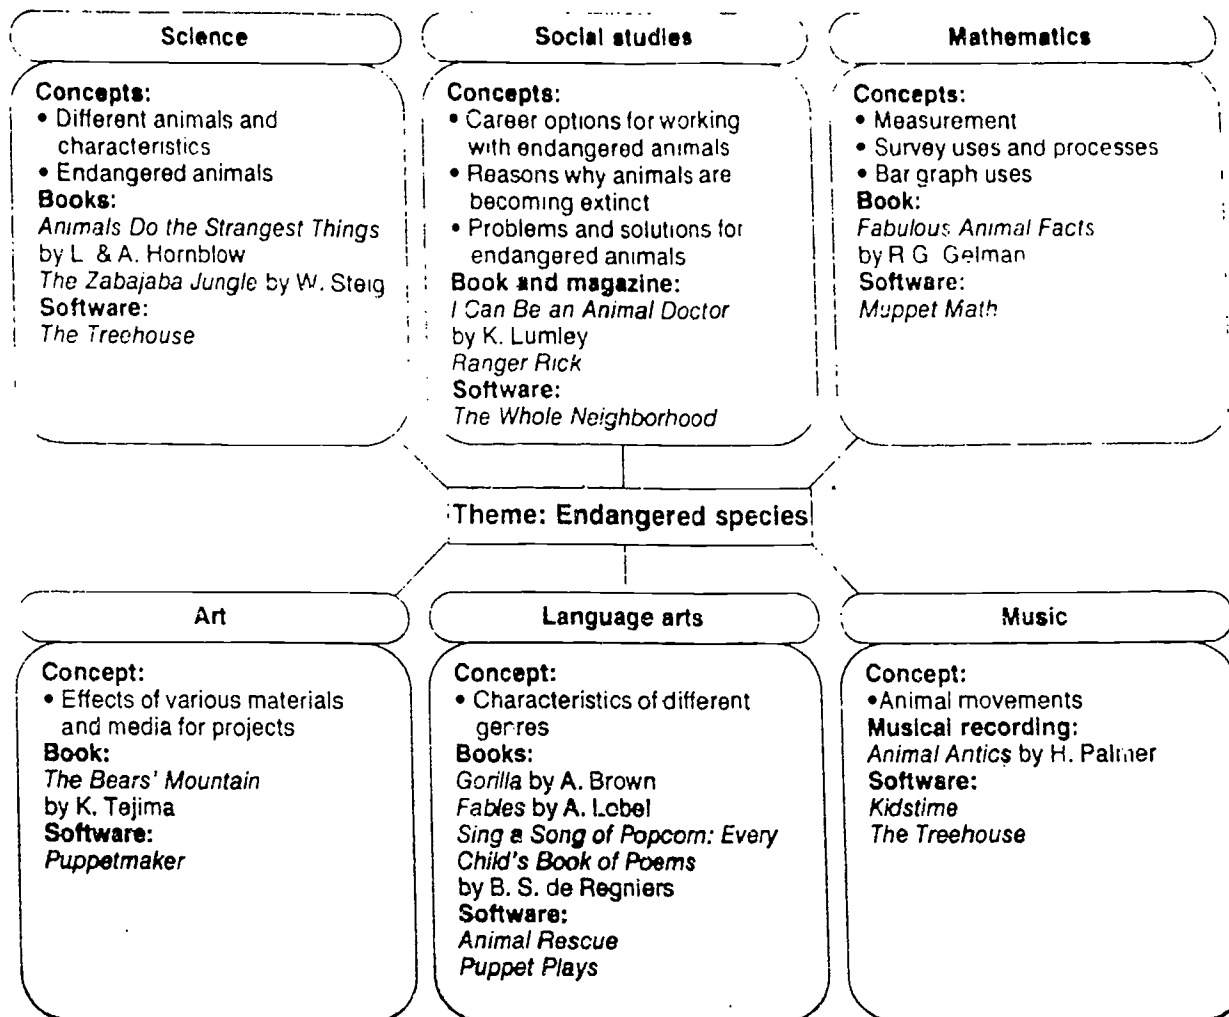 Science
Concepts:
• Different animals and
characteristics
• Endangered animals
Books:
Animals Do the Strangest Things
by L. & A. Hornblow
The Zabajaba Jungle by W. Steig
Software:
The Treehouse
Social studies
Concepts:
• Career options for working
with endangered animals
• Reasons why animals are
becoming extinct
• Problems and solutions for
endangered animals
Book and magazine:
I Can Be an Animal Doctor
by K. Lumley
Ranger Rick
Software:
The Whole Neighborhood
Mathematics
Concepts:
• Measurement
• Survey uses and processes
• Bar graph uses
Book:
Fabulous Animal Facts
by R G. Gelman
Software:
Muppet Math
Theme: Endangered species
Art
Concept:
• Effects of various materials
and media for projects
Book:
The Bears' Mountain
by K. Tejima
Software:
Puppetmaker
Language arts
Concept:
• Characteristics of different
genres
Books:
Gorilla by A. Brown
Fables by A. Lobel
Sing a Song of Popcorn: Every
Child's Book of Poems
by B. S. de Regniers
Software:
Animal Rescue
Puppet Plays
Music
Concept:
•Animal movements
Musical recording:
Animal Antics by H. Palmer
Software:
Kidstime
The Treehouse